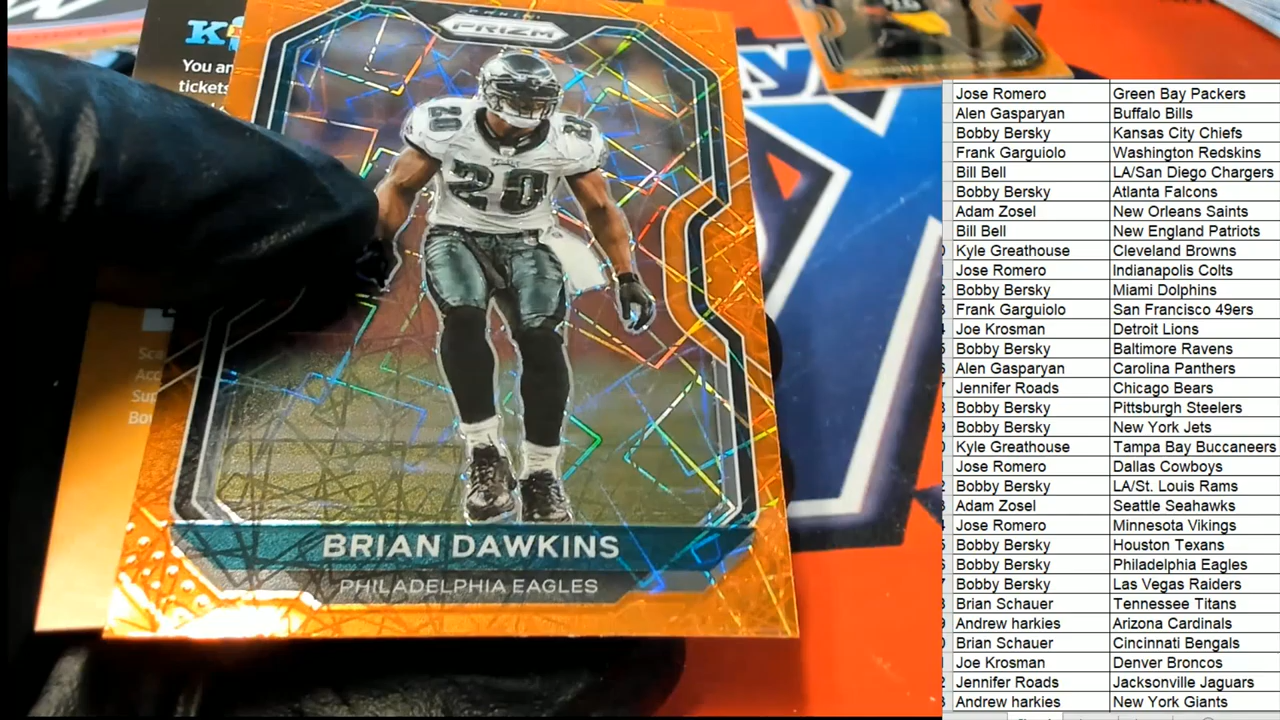 PANINI
PRIZM
You an
tickets
Sca
Acc
Sup
Bow
20
20
BRIAN DAWKINS
PHILADELPHIA EAGLES
Jose Romero Green Bay Packers
Alen Gasparyan Buffalo Bills
Bobby Bersky Kansas City Chiefs
Frank Garguiolo Washington Redskins
Bill Bell LA/San Diego Chargers
Bobby Bersky Atlanta Falcons
Adam Zosel New Orleans Saints
Bill Bell New England Patriots
Kyle Greathouse Cleveland Browns
Jose Romero Indianapolis Colts
Bobby Bersky Miami Dolphins
Frank Garguiolo San Francisco 49ers
Joe Krosman Detroit Lions
Bobby Bersky Baltimore Ravens
Alen Gasparyan Carolina Panthers
Jennifer Roads Chicago Bears
Bobby Bersky Pittsburgh Steelers
Bobby Bersky New York Jets
Kyle Greathouse Tampa Bay Buccaneers
Jose Romero Dallas Cowboys
Bobby Bersky LA/St. Louis Rams
Adam Zosel Seattle Seahawks
Jose Romero Minnesota Vikings
Bobby Bersky Houston Texans
Bobby Bersky Philadelphia Eagles
Bobby Bersky Las Vegas Raiders
Brian Schauer Tennessee Titans
Andrew harkies Arizona Cardinals
Brian Schauer Cincinnati Bengals
Joe Krosman Denver Broncos
Jennifer Roads Jacksonville Jaguars
Andrew harkies New York Giants